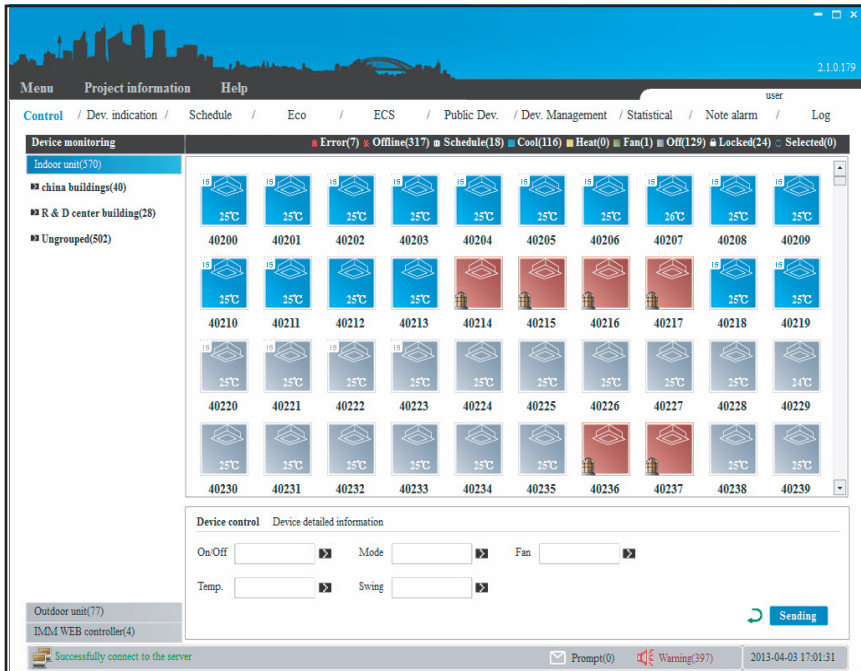 2.1.0.179
Menu Project information Help
user
Control / Dev. indication / Schedule / Eco / ECS / Public Dev. / Dev. Management / Statistical / Note alarm / Log
Device monitoring Error(7) Offline(317) Schedule(18) Cool(116) Heat(0) Fan(1) Off(129) Locked(24) Selected(0)
Indoor unit(570)
china buildings(40)
R & D center building(28)
Ungrouped(502)
25℃ 25℃ 25℃ 25℃ 25℃ 25℃ 25℃ 26℃ 25℃ 25℃
40200 40201 40202 40203 40204 40205 40206 40207 40208 40209
25℃ 25℃ 25℃ 25℃ 25℃ 25℃
40210 40211 40212 40213 40214 40215 40216 40217 40218 40219
25℃ 25℃ 25℃ 25℃ 25℃ 25℃ 25℃ 25℃ 25℃ 24℃
40220 40221 40222 40223 40224 40225 40226 40227 40228 40229
25℃ 25℃ 25℃ 25℃ 25℃ 25℃ 25℃ 25℃
40230 40231 40232 40233 40234 40235 40236 40237 40238 40239
Device control Device detailed information
On/Off Mode Fan
Temp. Swing
Sending
Outdoor unit(77)
IMM WEB controller(4)
Successfully connect to the server Prompt(0) Warning(397) 2013-04-03 17:01:31